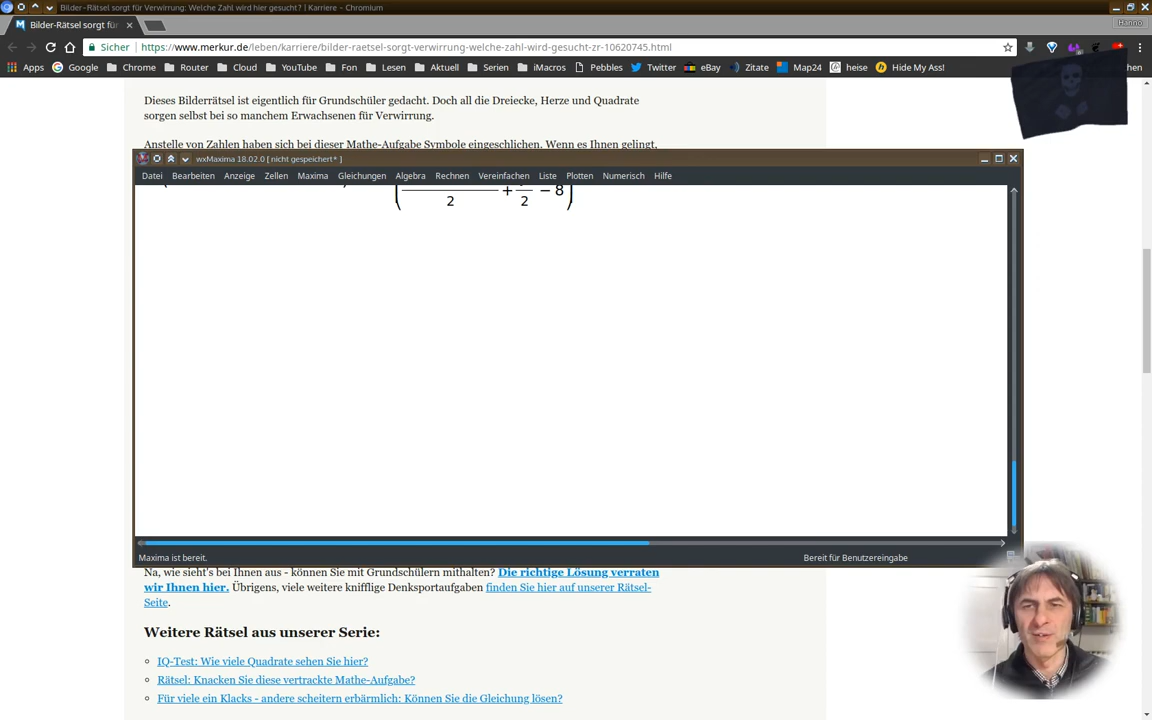 Bilder-Rätsel sorgt für Verwirrung: Welche Zahl wird hier gesucht? | Karriere – Chromium
Bilder-Rätsel sorgt fü
Hanno
Sicher
https://www.merkur.de/leben/karriere/bilder-raetsel-sorgt-verwirrung-welche-zahl-wird-gesucht-zr-10620745.html
Apps Google Chrome Router Cloud YouTube Fon Lesen Aktuell Serien iMacros Pebbles Twitter eBay Zitate Map24 heise Hide My Ass!
Dieses Bilderrätsel ist eigentlich für Grundschüler gedacht. Doch all die Dreiecke, Herze und Quadrate
sorgen selbst bei so manchem Erwachsenen für Verwirrung.
Anstelle von Zahlen haben sich bei dieser Mathe-Aufgabe Symbole eingeschlichen. Wenn es Ihnen gelingt,
wxMaxima 18.02.0 [ nicht gespeichert* ]
Datei Bearbeiten Anzeige Zellen Maxima Gleichungen Algebra Rechnen Vereinfachen Liste Plotten Numerisch Hilfe
+ − 8
2 2
Maxima ist bereit.
Bereit für Benutzereingabe
Na, wie sieht's bei Ihnen aus - können Sie mit Grundschülern mithalten? Die richtige Lösung verraten
wir Ihnen hier. Übrigens, viele weitere knifflige Denksportaufgaben finden Sie hier auf unserer Rätsel-
Seite.
Weitere Rätsel aus unserer Serie:
IQ-Test: Wie viele Quadrate sehen Sie hier?
Rätsel: Knacken Sie diese vertrackte Mathe-Aufgabe?
Für viele ein Klacks - andere scheitern erbärmlich: Können Sie die Gleichung lösen?